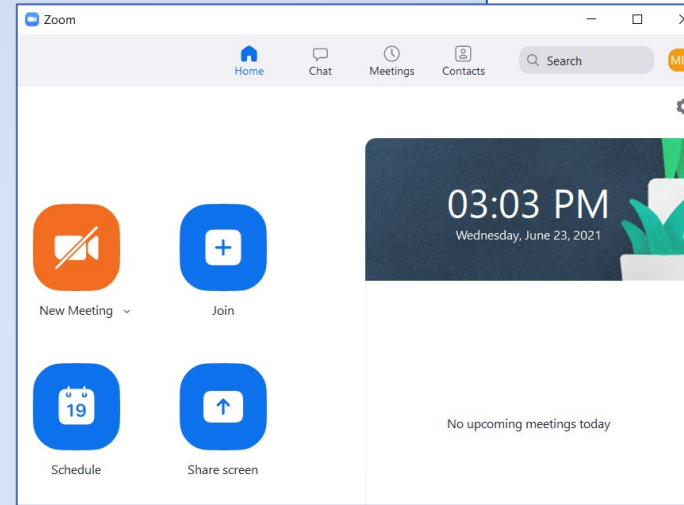 Zoom
Home
Chat
Meetings
Contacts
Search
03:03 PM
Wednesday, June 23, 2021
New Meeting
Join
19
Schedule
Share screen
No upcoming meetings today